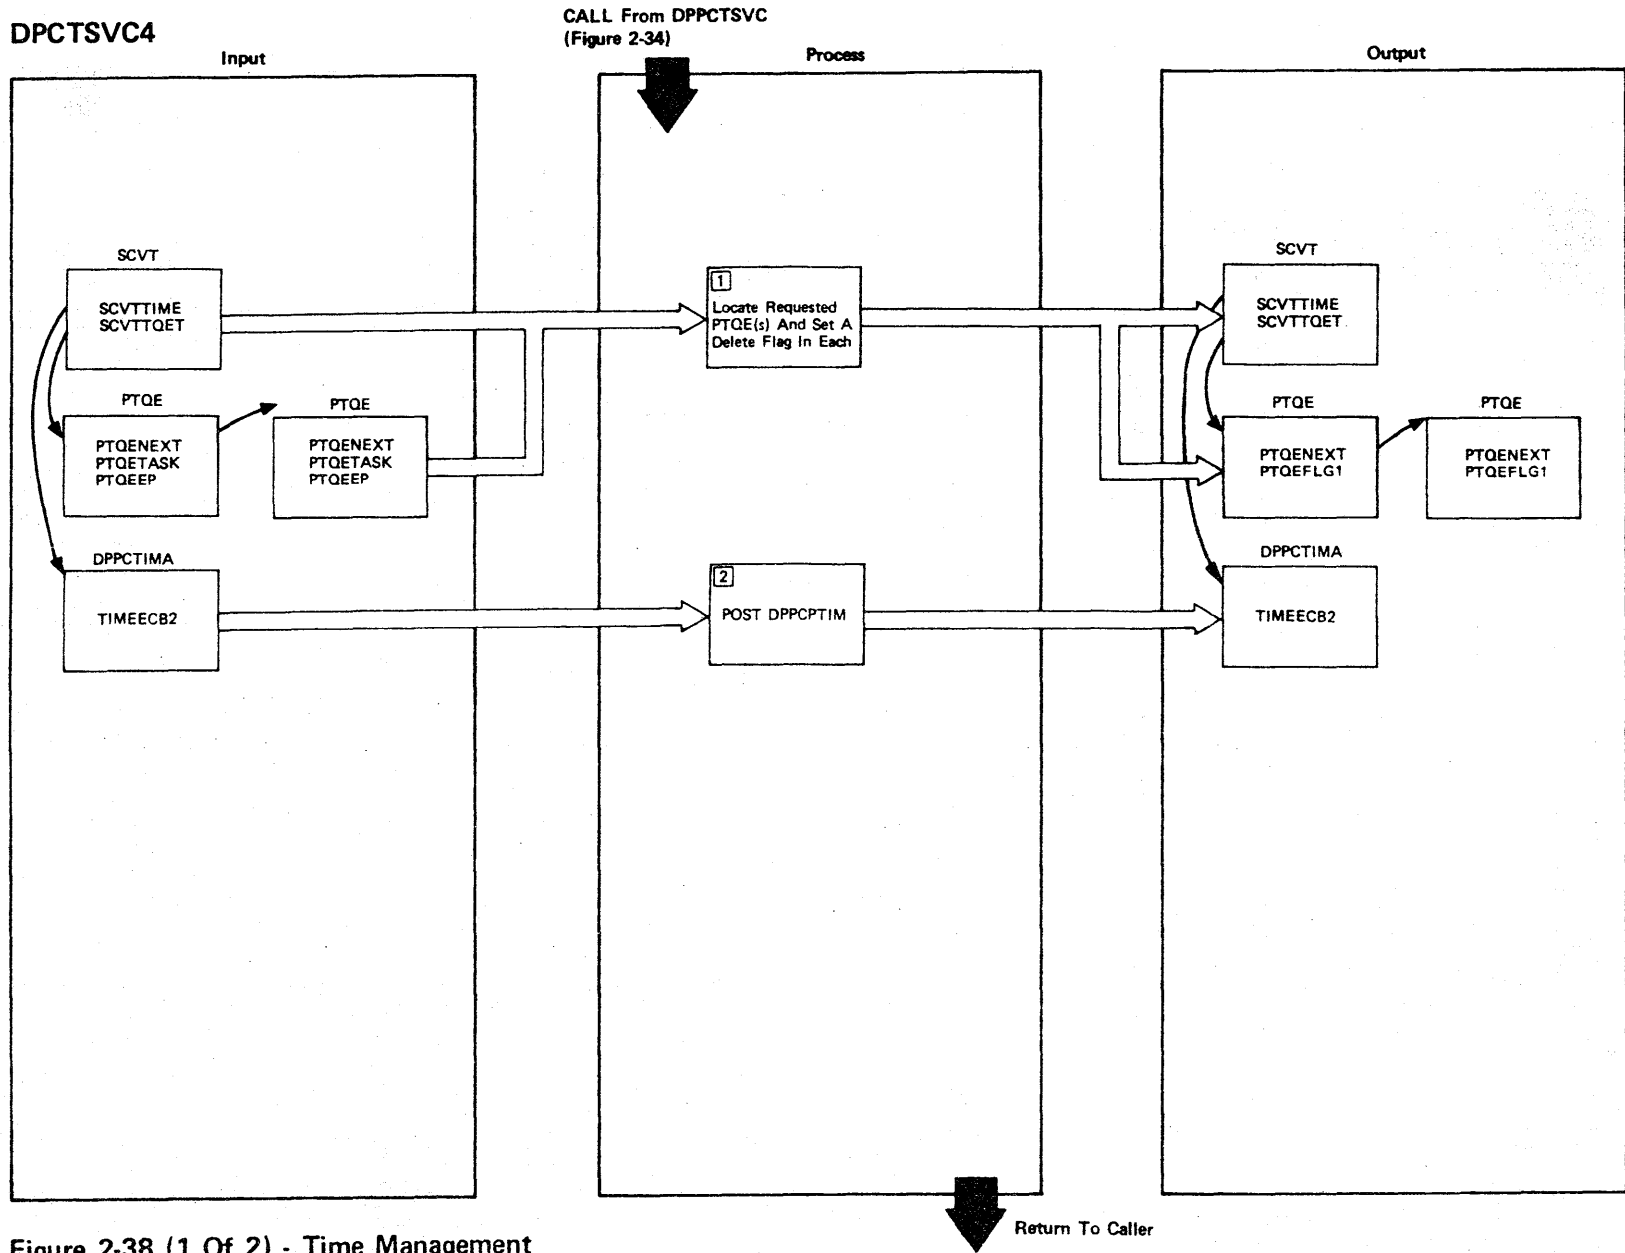 DPCTSVC4
CALL From DPPCTSVC
(Figure 2-34)
Input
Process
Output
SCVT
SCVTTIME
SCVTTQET
PTQE
PTQENEXT
PTQETASK
PTQEEP
PTQE
PTQENEXT
PTQETASK
PTQEEP
DPPCTIMA
TIMEECB2
1
Locate Requested
PTQE(s) And Set A
Delete Flag In Each
2
POST DPPCPTIM
SCVT
SCVTTIME
SCVTTQET
PTQE
PTQENEXT
PTQEFLG1
PTQE
PTQENEXT
PTQEFLG1
DPPCTIMA
TIMEECB2
Return To Caller
Figure 2-38 (1 Of 2) - Time Management